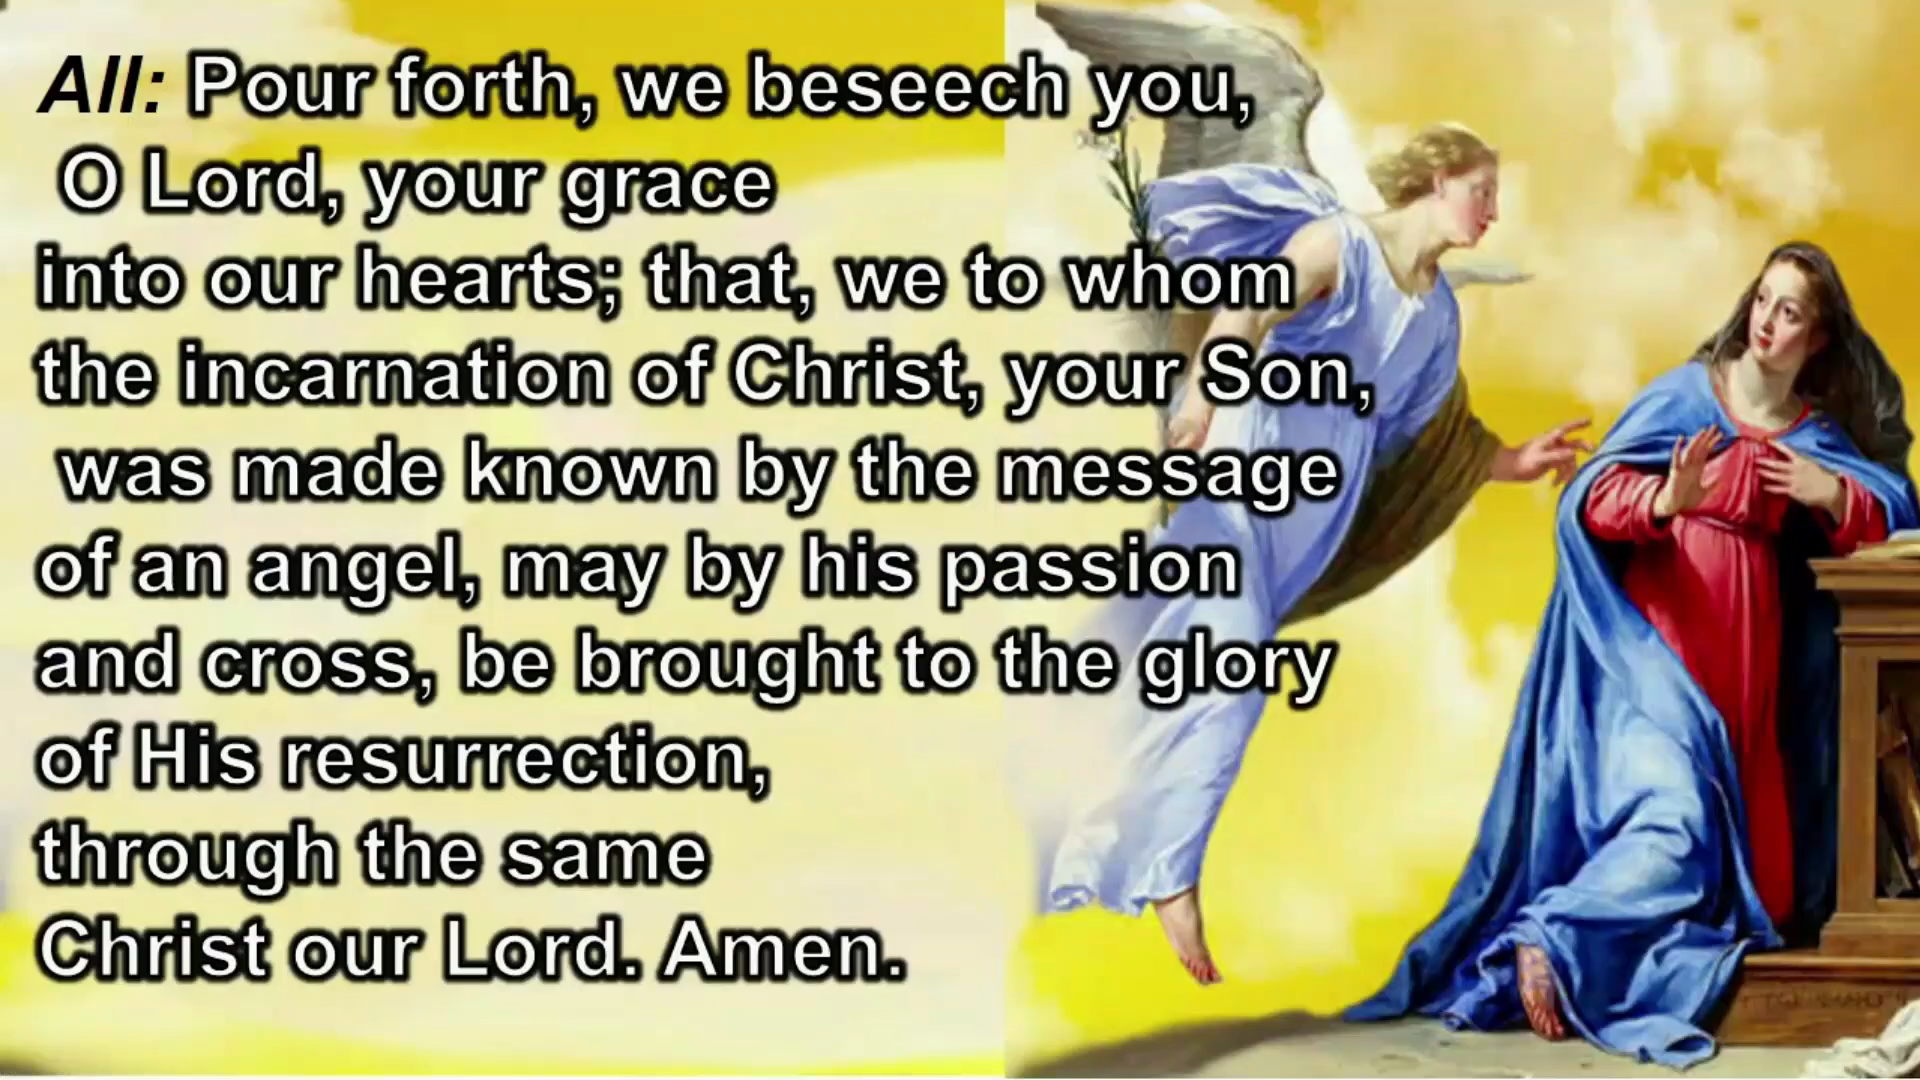 All: Pour forth, we beseech you,
O Lord, your grace
into our hearts; that, we to whom
the incarnation of Christ, your Son,
was made known by the message
of an angel, may by his passion
and cross, be brought to the glory
of His resurrection,
through the same
Christ our Lord. Amen.